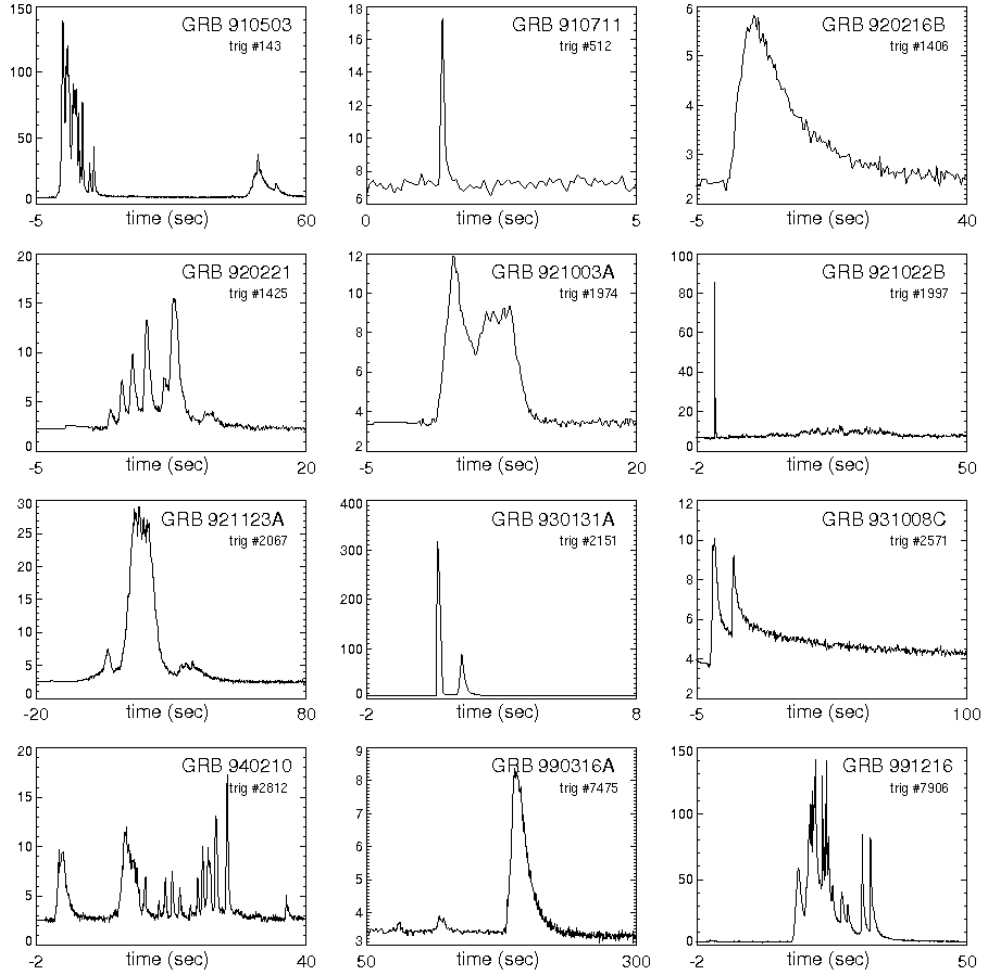 150
100
50
0
GRB 910503
trig #143
-5
time (sec)
60
18
16
14
12
10
8
6
GRB 910711
trig #512
0
time (sec)
5
6
5
4
3
2
GRB 920216B
trig #1406
-5
time (sec)
40
20
15
10
5
0
GRB 920221
trig #1425
-5
time (sec)
20
12
10
8
6
4
2
GRB 921003A
trig #1974
-5
time (sec)
20
100
80
60
40
20
0
GRB 921022B
trig #1997
-2
time (sec)
50
30
25
20
15
10
5
0
GRB 921123A
trig #2067
-20
time (sec)
80
400
300
200
100
0
GRB 930131A
trig #2151
-2
time (sec)
8
12
10
8
6
4
2
GRB 931008C
trig #2571
-5
time (sec)
100
20
15
10
5
0
GRB 940210
trig #2812
-2
time (sec)
40
9
8
7
6
5
4
3
GRB 990316A
trig #7475
50
time (sec)
300
150
100
50
0
GRB 991216
trig #7906
-2
time (sec)
50